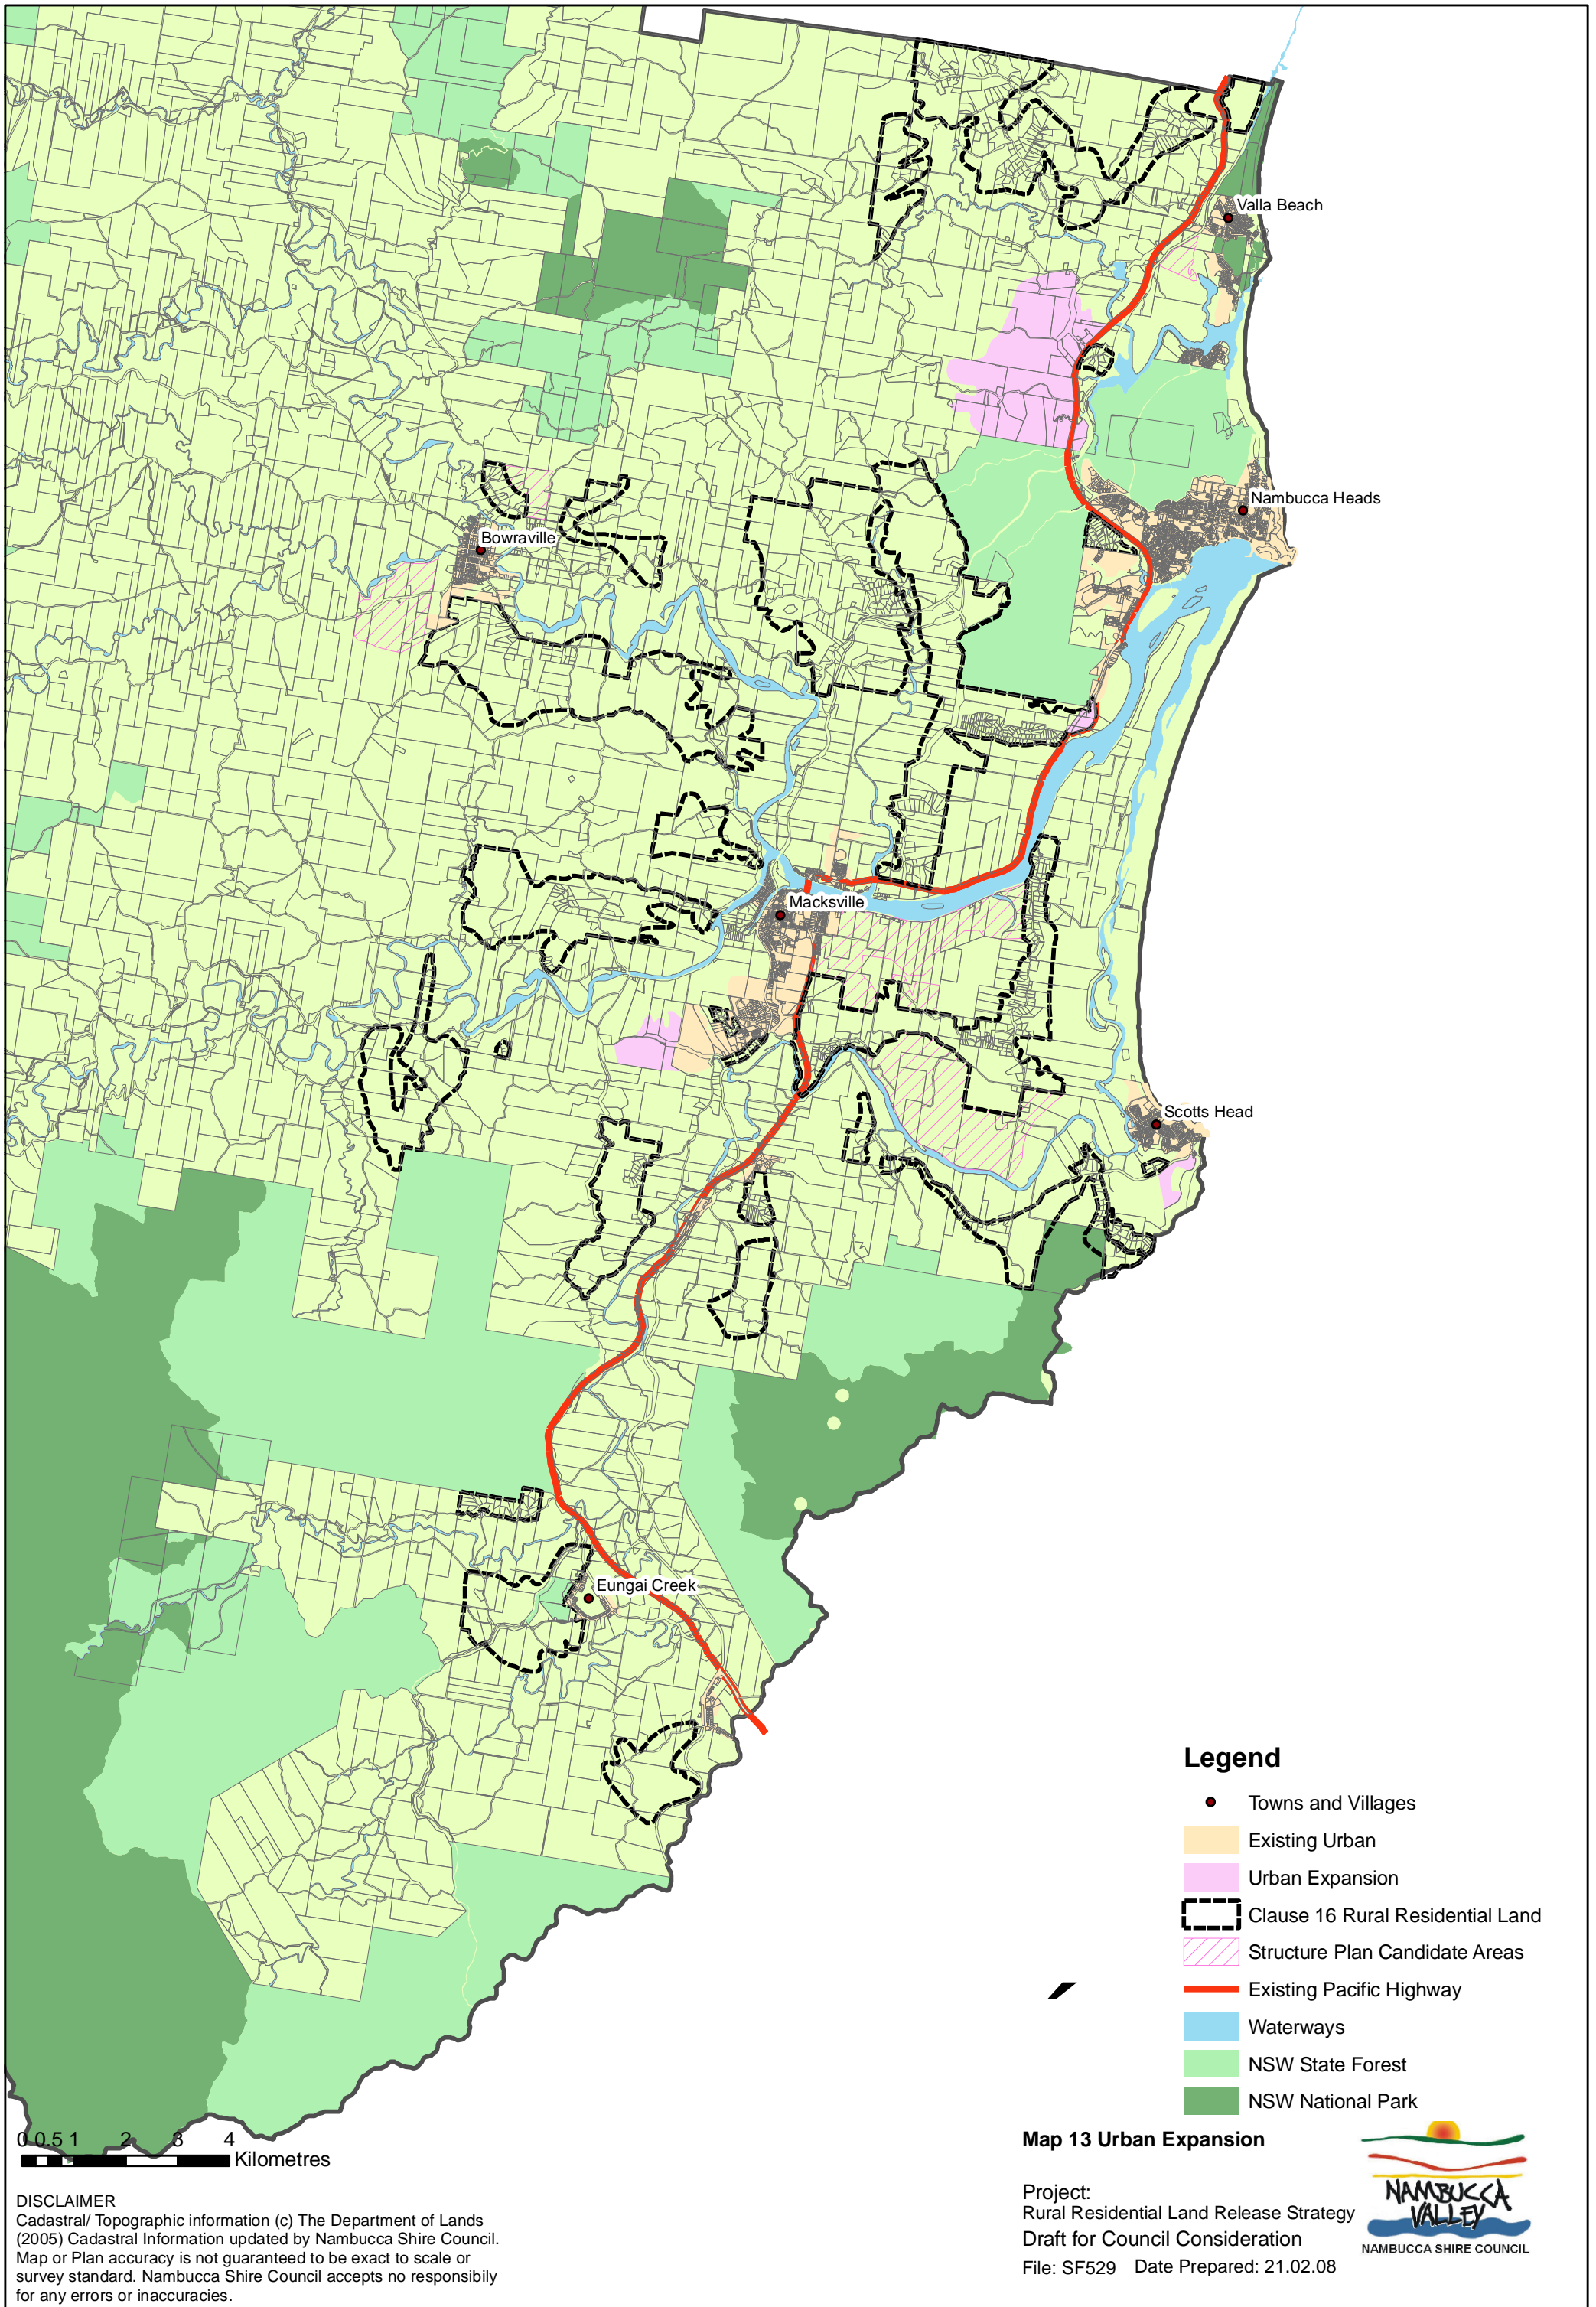 Valla Beach
Nambucca Heads
Bowraville
Macksville
Scotts Head
Eungai Creek
Legend
Towns and Villages
Existing Urban
Urban Expansion
Clause 16 Rural Residential Land
Structure Plan Candidate Areas
Existing Pacific Highway
Waterways
NSW State Forest
NSW National Park
0 0.5 1 2 3 4
Kilometres
Map 13 Urban Expansion
Project:
Rural Residential Land Release Strategy
Draft for Council Consideration
File: SF529 Date Prepared: 21.02.08
NAMBUCCA
VALLEY
NAMBUCCA SHIRE COUNCIL
DISCLAIMER
Cadastral/ Topographic information (c) The Department of Lands
(2005) Cadastral Information updated by Nambucca Shire Council.
Map or Plan accuracy is not guaranteed to be exact to scale or
survey standard. Nambucca Shire Council accepts no responsibily
for any errors or inaccuracies.